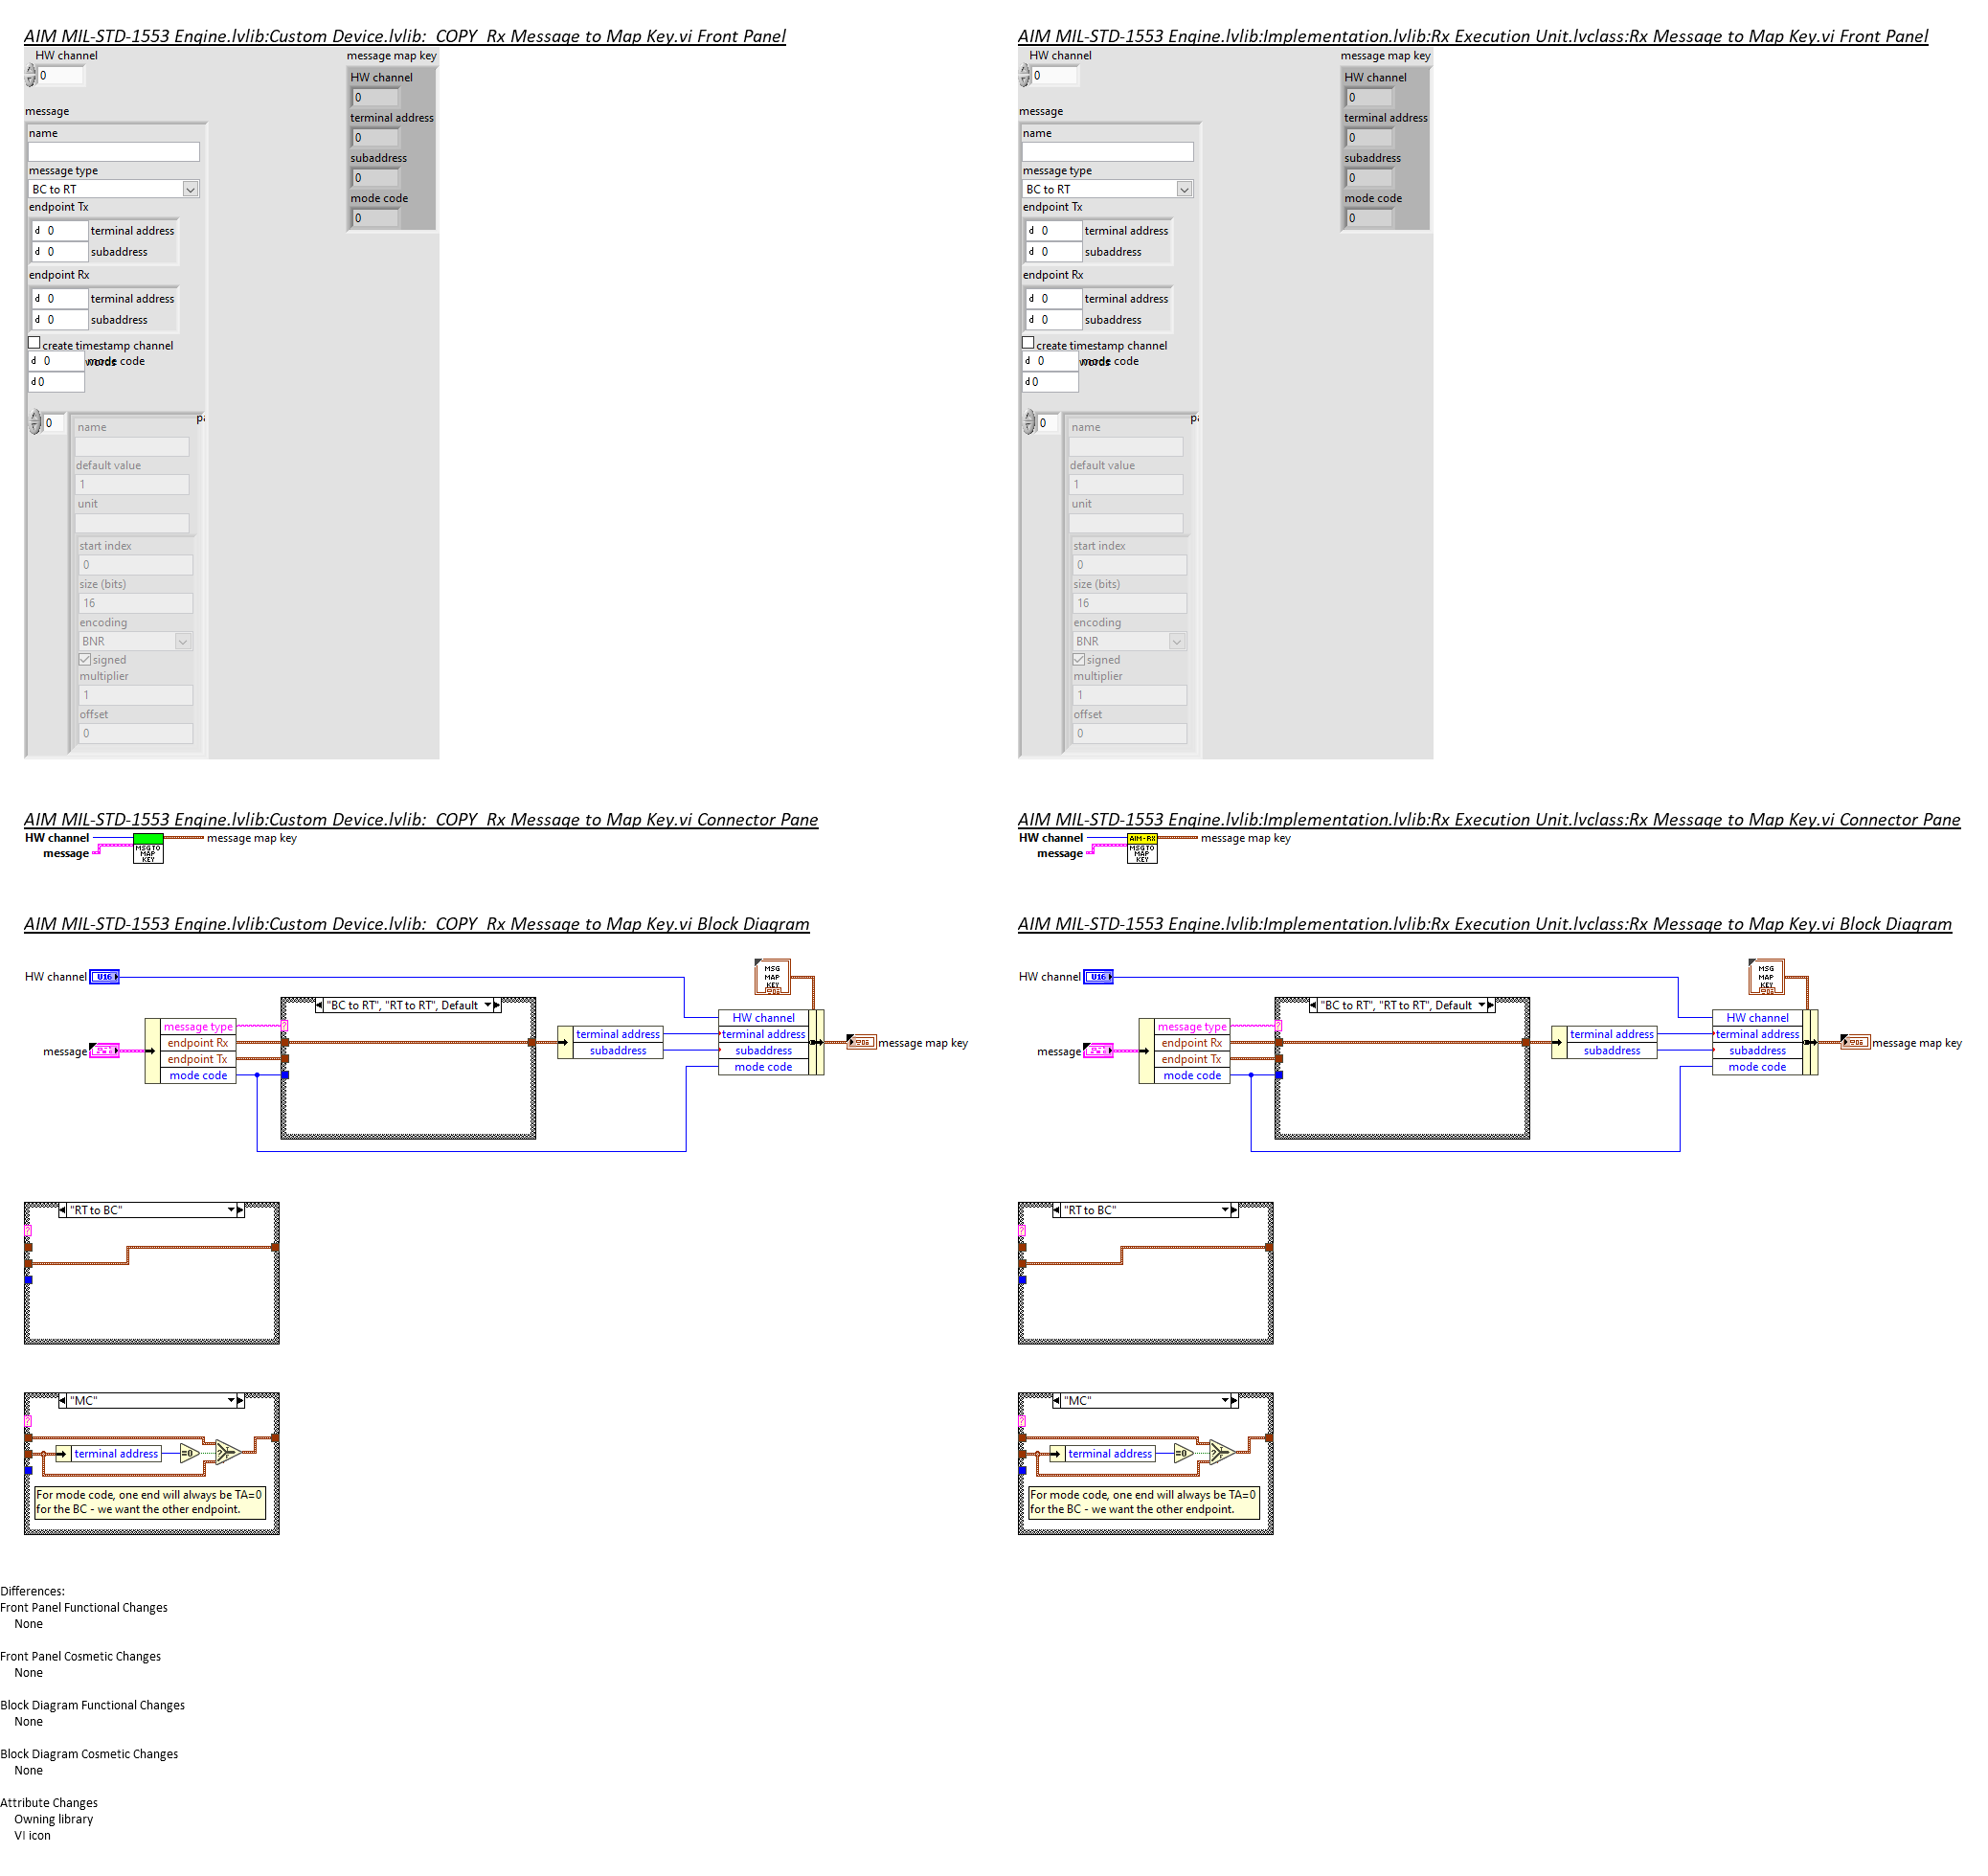 AIM MIL-STD-1553 Engine.lvlib:Custom Device.lvlib:_COPY_Rx Message to Map Key.vi Front Panel
HW channel
0
message map key
HW channel
0
terminal address
0
subaddress
0
mode code
0
message
name
message type
BC to RT
endpoint Tx
d 0 terminal address
d 0 subaddress
endpoint Rx
d 0 terminal address
d 0 subaddress
create timestamp channel
d 0 mode code
words
d 0
0
name
default value
1
unit
start index
0
size (bits)
16
encoding
BNR
signed
multiplier
1
offset
0
AIM MIL-STD-1553 Engine.lvlib:Implementation.lvlib:Rx Execution Unit.lvclass:Rx Message to Map Key.vi Front Panel
HW channel
0
message map key
HW channel
0
terminal address
0
subaddress
0
mode code
0
message
name
message type
BC to RT
endpoint Tx
d 0 terminal address
d 0 subaddress
endpoint Rx
d 0 terminal address
d 0 subaddress
create timestamp channel
d 0 mode code
words
d 0
0
name
default value
1
unit
start index
0
size (bits)
16
encoding
BNR
signed
multiplier
1
offset
0
AIM MIL-STD-1553 Engine.lvlib:Custom Device.lvlib:_COPY_Rx Message to Map Key.vi Connector Pane
HW channel
message
MSG TO
MAP
KEY
message map key
AIM MIL-STD-1553 Engine.lvlib:Implementation.lvlib:Rx Execution Unit.lvclass:Rx Message to Map Key.vi Connector Pane
HW channel
message
AIM-RX
MSG TO
MAP
KEY
message map key
AIM MIL-STD-1553 Engine.lvlib:Custom Device.lvlib:_COPY_Rx Message to Map Key.vi Block Diagram
HW channel U16
MSG
MAP
KEY
"BC to RT", "RT to RT", Default
message
message type
endpoint Rx
endpoint Tx
mode code
terminal address
subaddress
HW channel
terminal address
subaddress
mode code
message map key
"RT to BC"
"MC"
terminal address =0
For mode code, one end will always be TA=0
for the BC - we want the other endpoint.
AIM MIL-STD-1553 Engine.lvlib:Implementation.lvlib:Rx Execution Unit.lvclass:Rx Message to Map Key.vi Block Diagram
HW channel U16
MSG
MAP
KEY
"BC to RT", "RT to RT", Default
message
message type
endpoint Rx
endpoint Tx
mode code
terminal address
subaddress
HW channel
terminal address
subaddress
mode code
message map key
"RT to BC"
"MC"
terminal address =0
For mode code, one end will always be TA=0
for the BC - we want the other endpoint.
Differences:
Front Panel Functional Changes
None
Front Panel Cosmetic Changes
None
Block Diagram Functional Changes
None
Block Diagram Cosmetic Changes
None
Attribute Changes
Owning library
VI icon